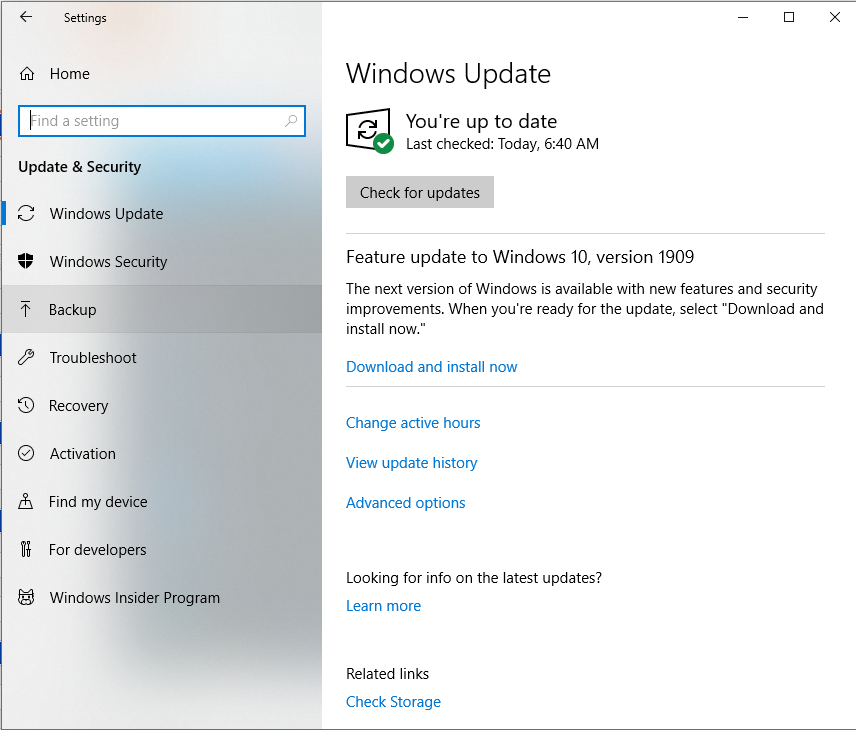 Settings
Home
Find a setting
Update & Security
Windows Update
Windows Security
Backup
Troubleshoot
Recovery
Activation
Find my device
For developers
Windows Insider Program
Windows Update
You're up to date
Last checked: Today, 6:40 AM
Check for updates
Feature update to Windows 10, version 1909
The next version of Windows is available with new features and security
improvements. When you're ready for the update, select "Download and
install now."
Download and install now
Change active hours
View update history
Advanced options
Looking for info on the latest updates?
Learn more
Related links
Check Storage